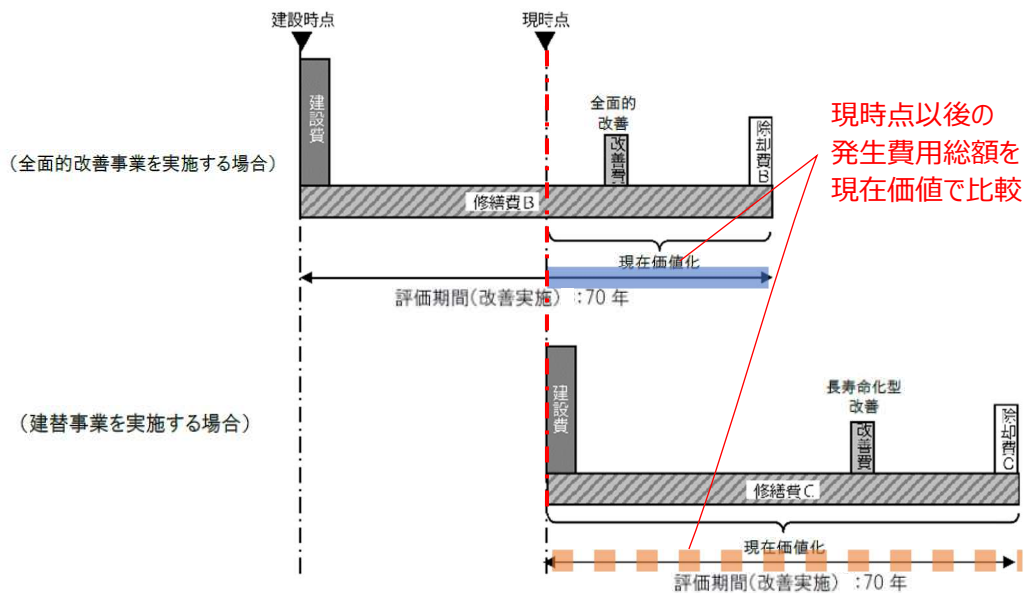 建設時点
現時点
建設費
全面的
改善
改善費
除却費B
修繕費B
(全面的改善事業を実施する場合)
現時点以後の
発生費用総額を
現在価値で比較
現在価値化
評価期間(改善実施) :70 年
建設費
長寿命化型
改善
改善費
除却費C
修繕費C
(建替事業を実施する場合)
現在価値化
評価期間(改善実施) :70 年